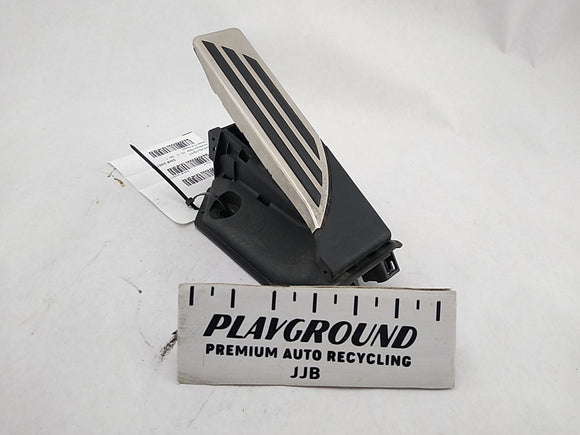 PLAYGROUND
PREMIUM AUTO RECYCLING
JJB